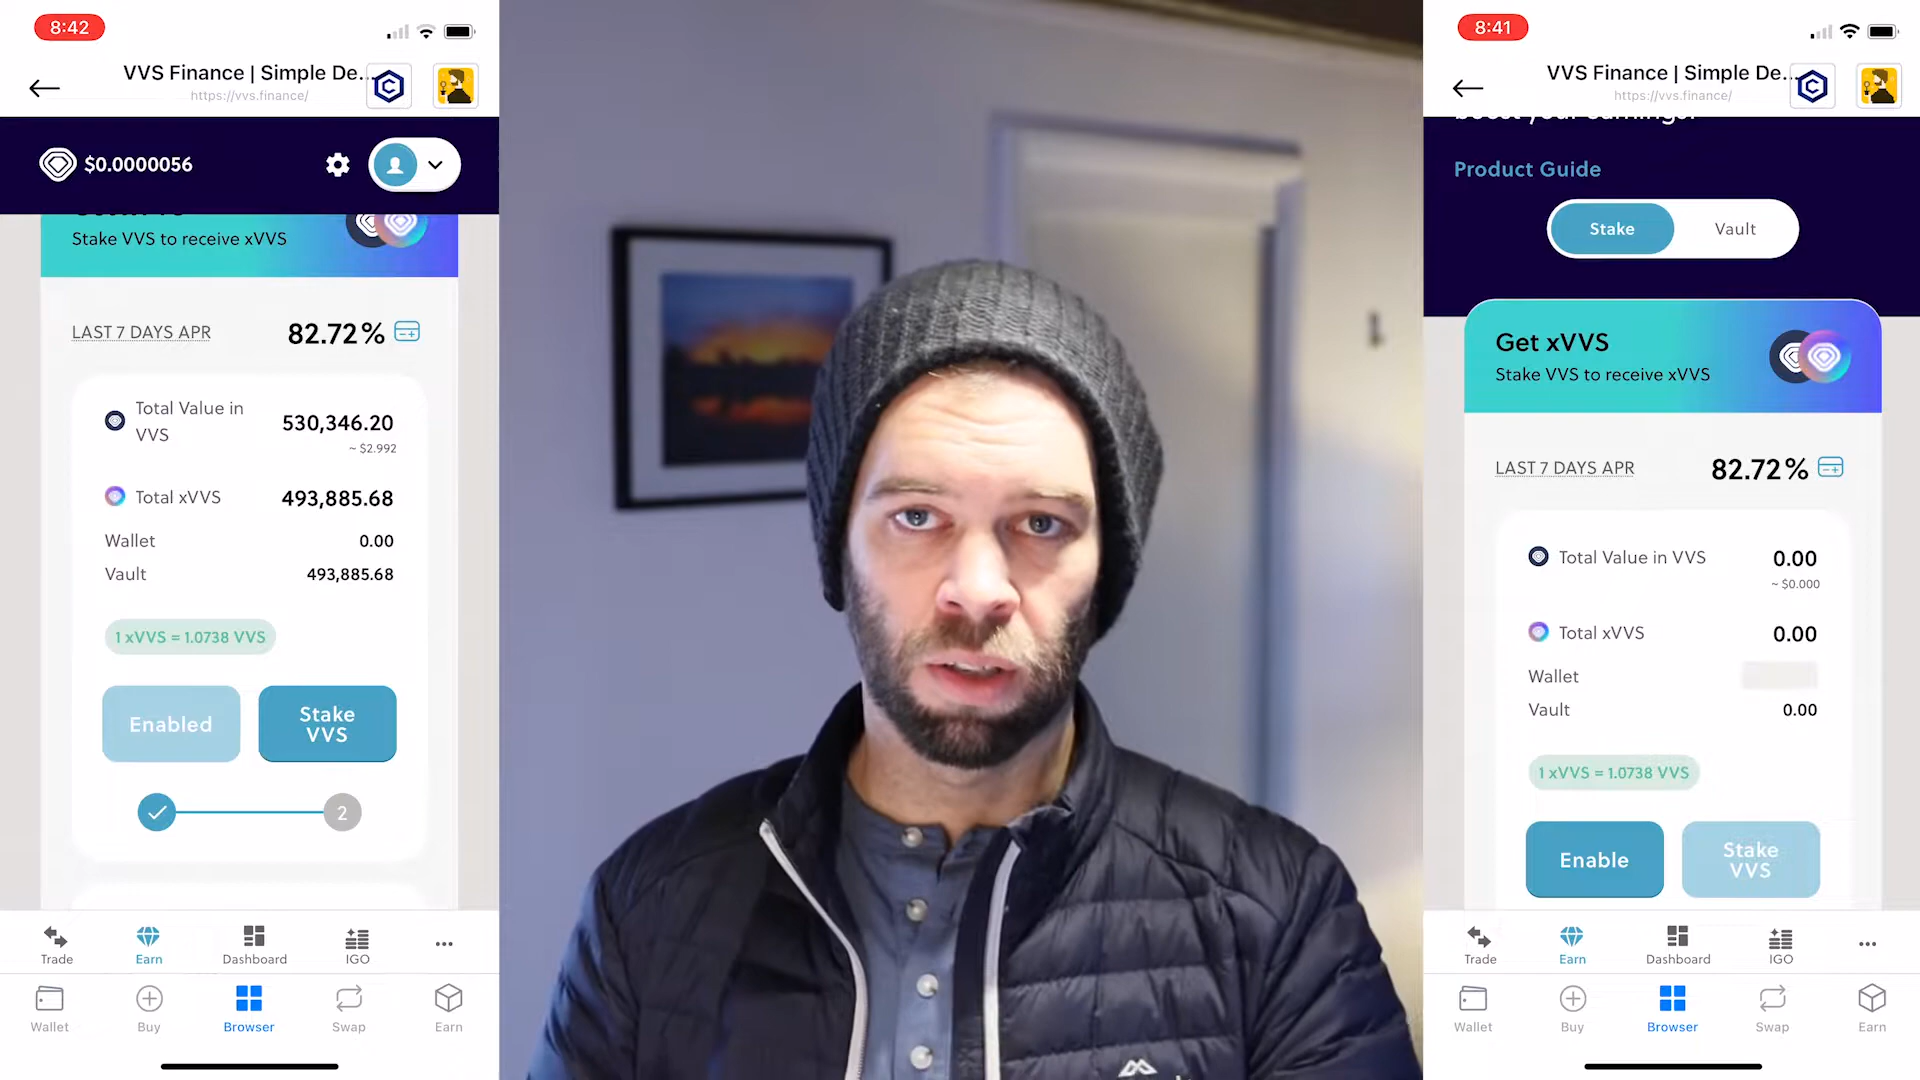 8:42
VVS Finance | Simple De...
https://vvs.finance/
$0.0000056
Stake VVS to receive xVVS
LAST 7 DAYS APR 82.72%
Total Value in VVS 530,346.20
~ $2.992
Total xVVS 493,885.68
Wallet 0.00
Vault 493,885.68
1 xVVS = 1.0738 VVS
Enabled
Stake VVS
2
Trade Earn Dashboard IGO
Wallet Buy Browser Swap Earn
8:41
VVS Finance | Simple De...
https://vvs.finance/
boost your earnings.
Product Guide
Stake Vault
Get xVVS
Stake VVS to receive xVVS
LAST 7 DAYS APR 82.72%
Total Value in VVS 0.00
~ $0.000
Total xVVS 0.00
Wallet
Vault 0.00
1 xVVS = 1.0738 VVS
Enable
Stake VVS
Trade Earn Dashboard IGO
Wallet Buy Browser Swap Earn